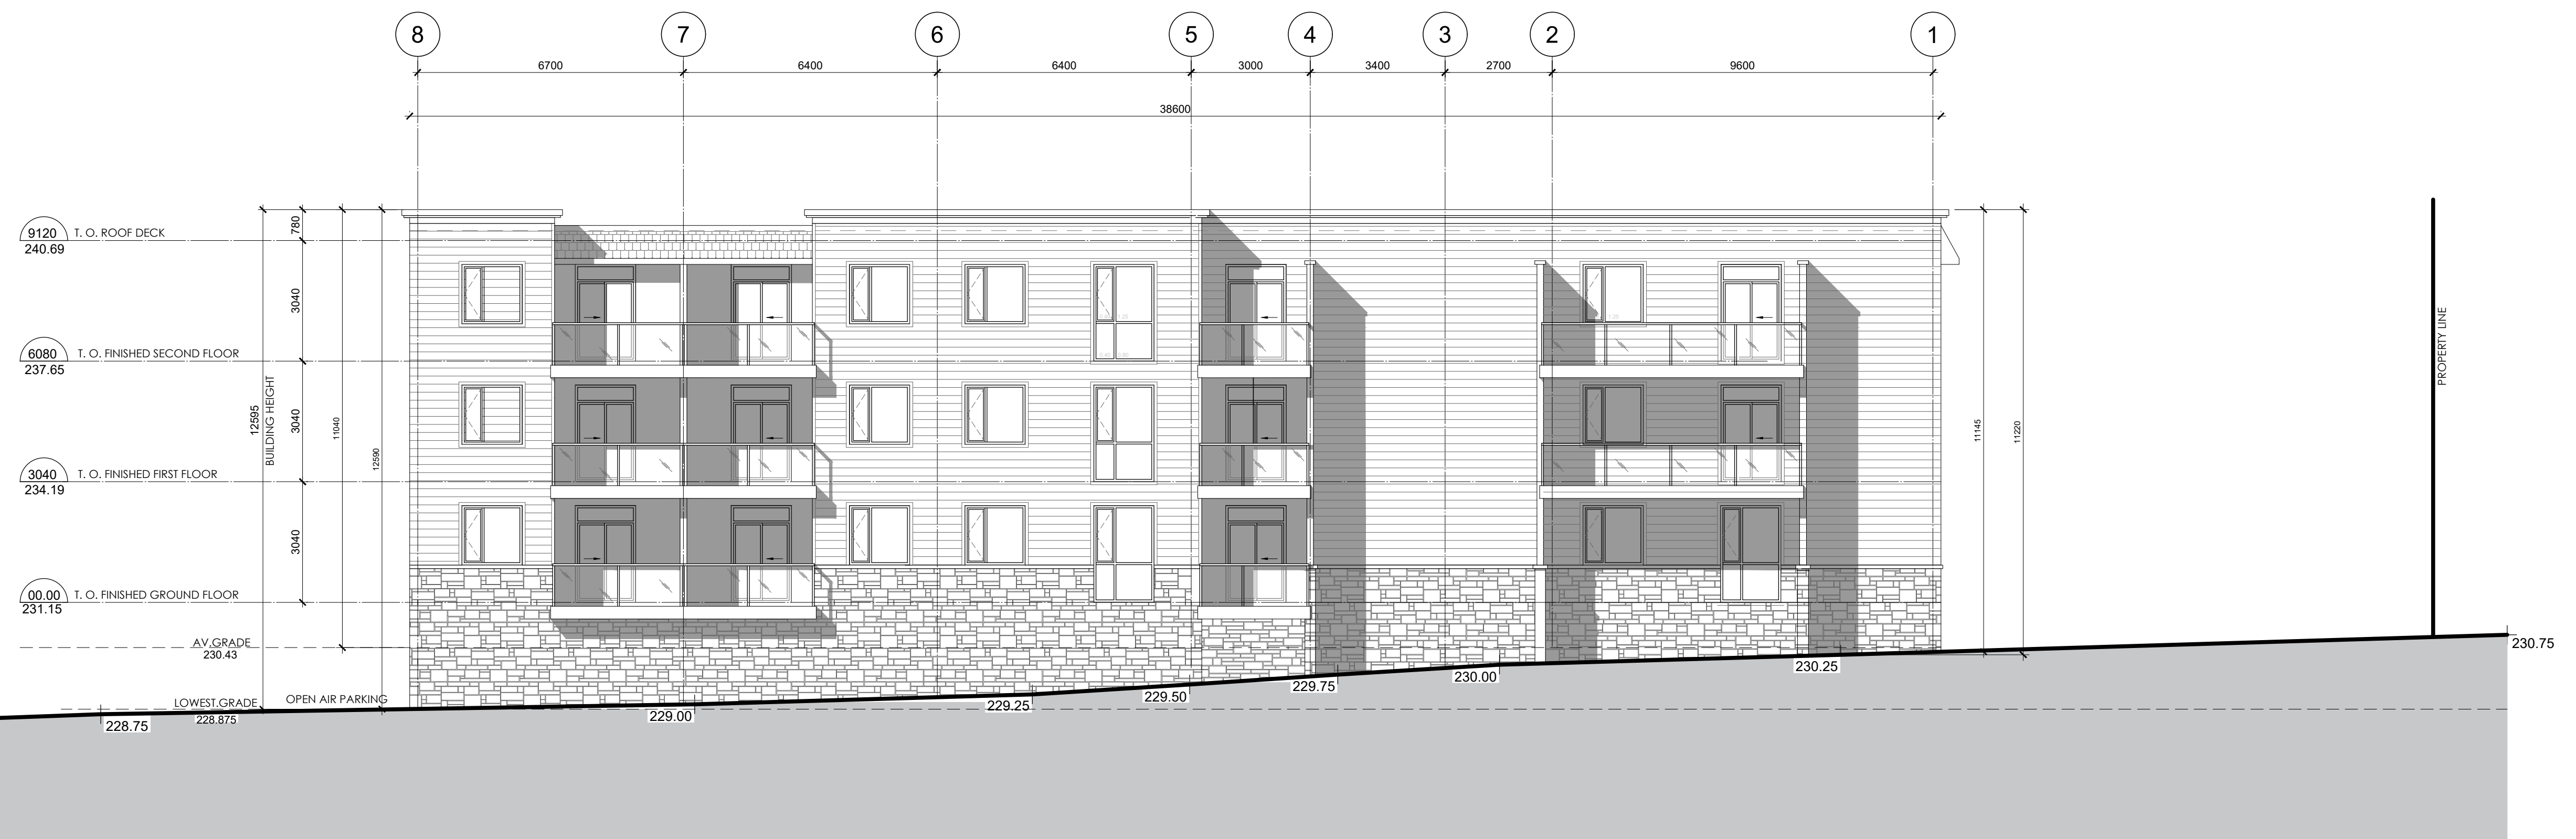 8 7 6 5 4 3 2 1
6700 6400 6400 3000 3400 2700 9600
38600
9120 T. O. ROOF DECK
240.69
780
3040
6080 T. O. FINISHED SECOND FLOOR
237.65
12595
BUILDING HEIGHT
3040
11040
12590
3040 T. O. FINISHED FIRST FLOOR
234.19
3040
00.00 T. O. FINISHED GROUND FLOOR
231.15
AV.GRADE
230.43
LOWEST.GRADE
228.875
OPEN AIR PARKING
228.75
229.00
229.25
229.50
229.75
230.00
230.25
230.75
11145
11220
PROPERTY LINE